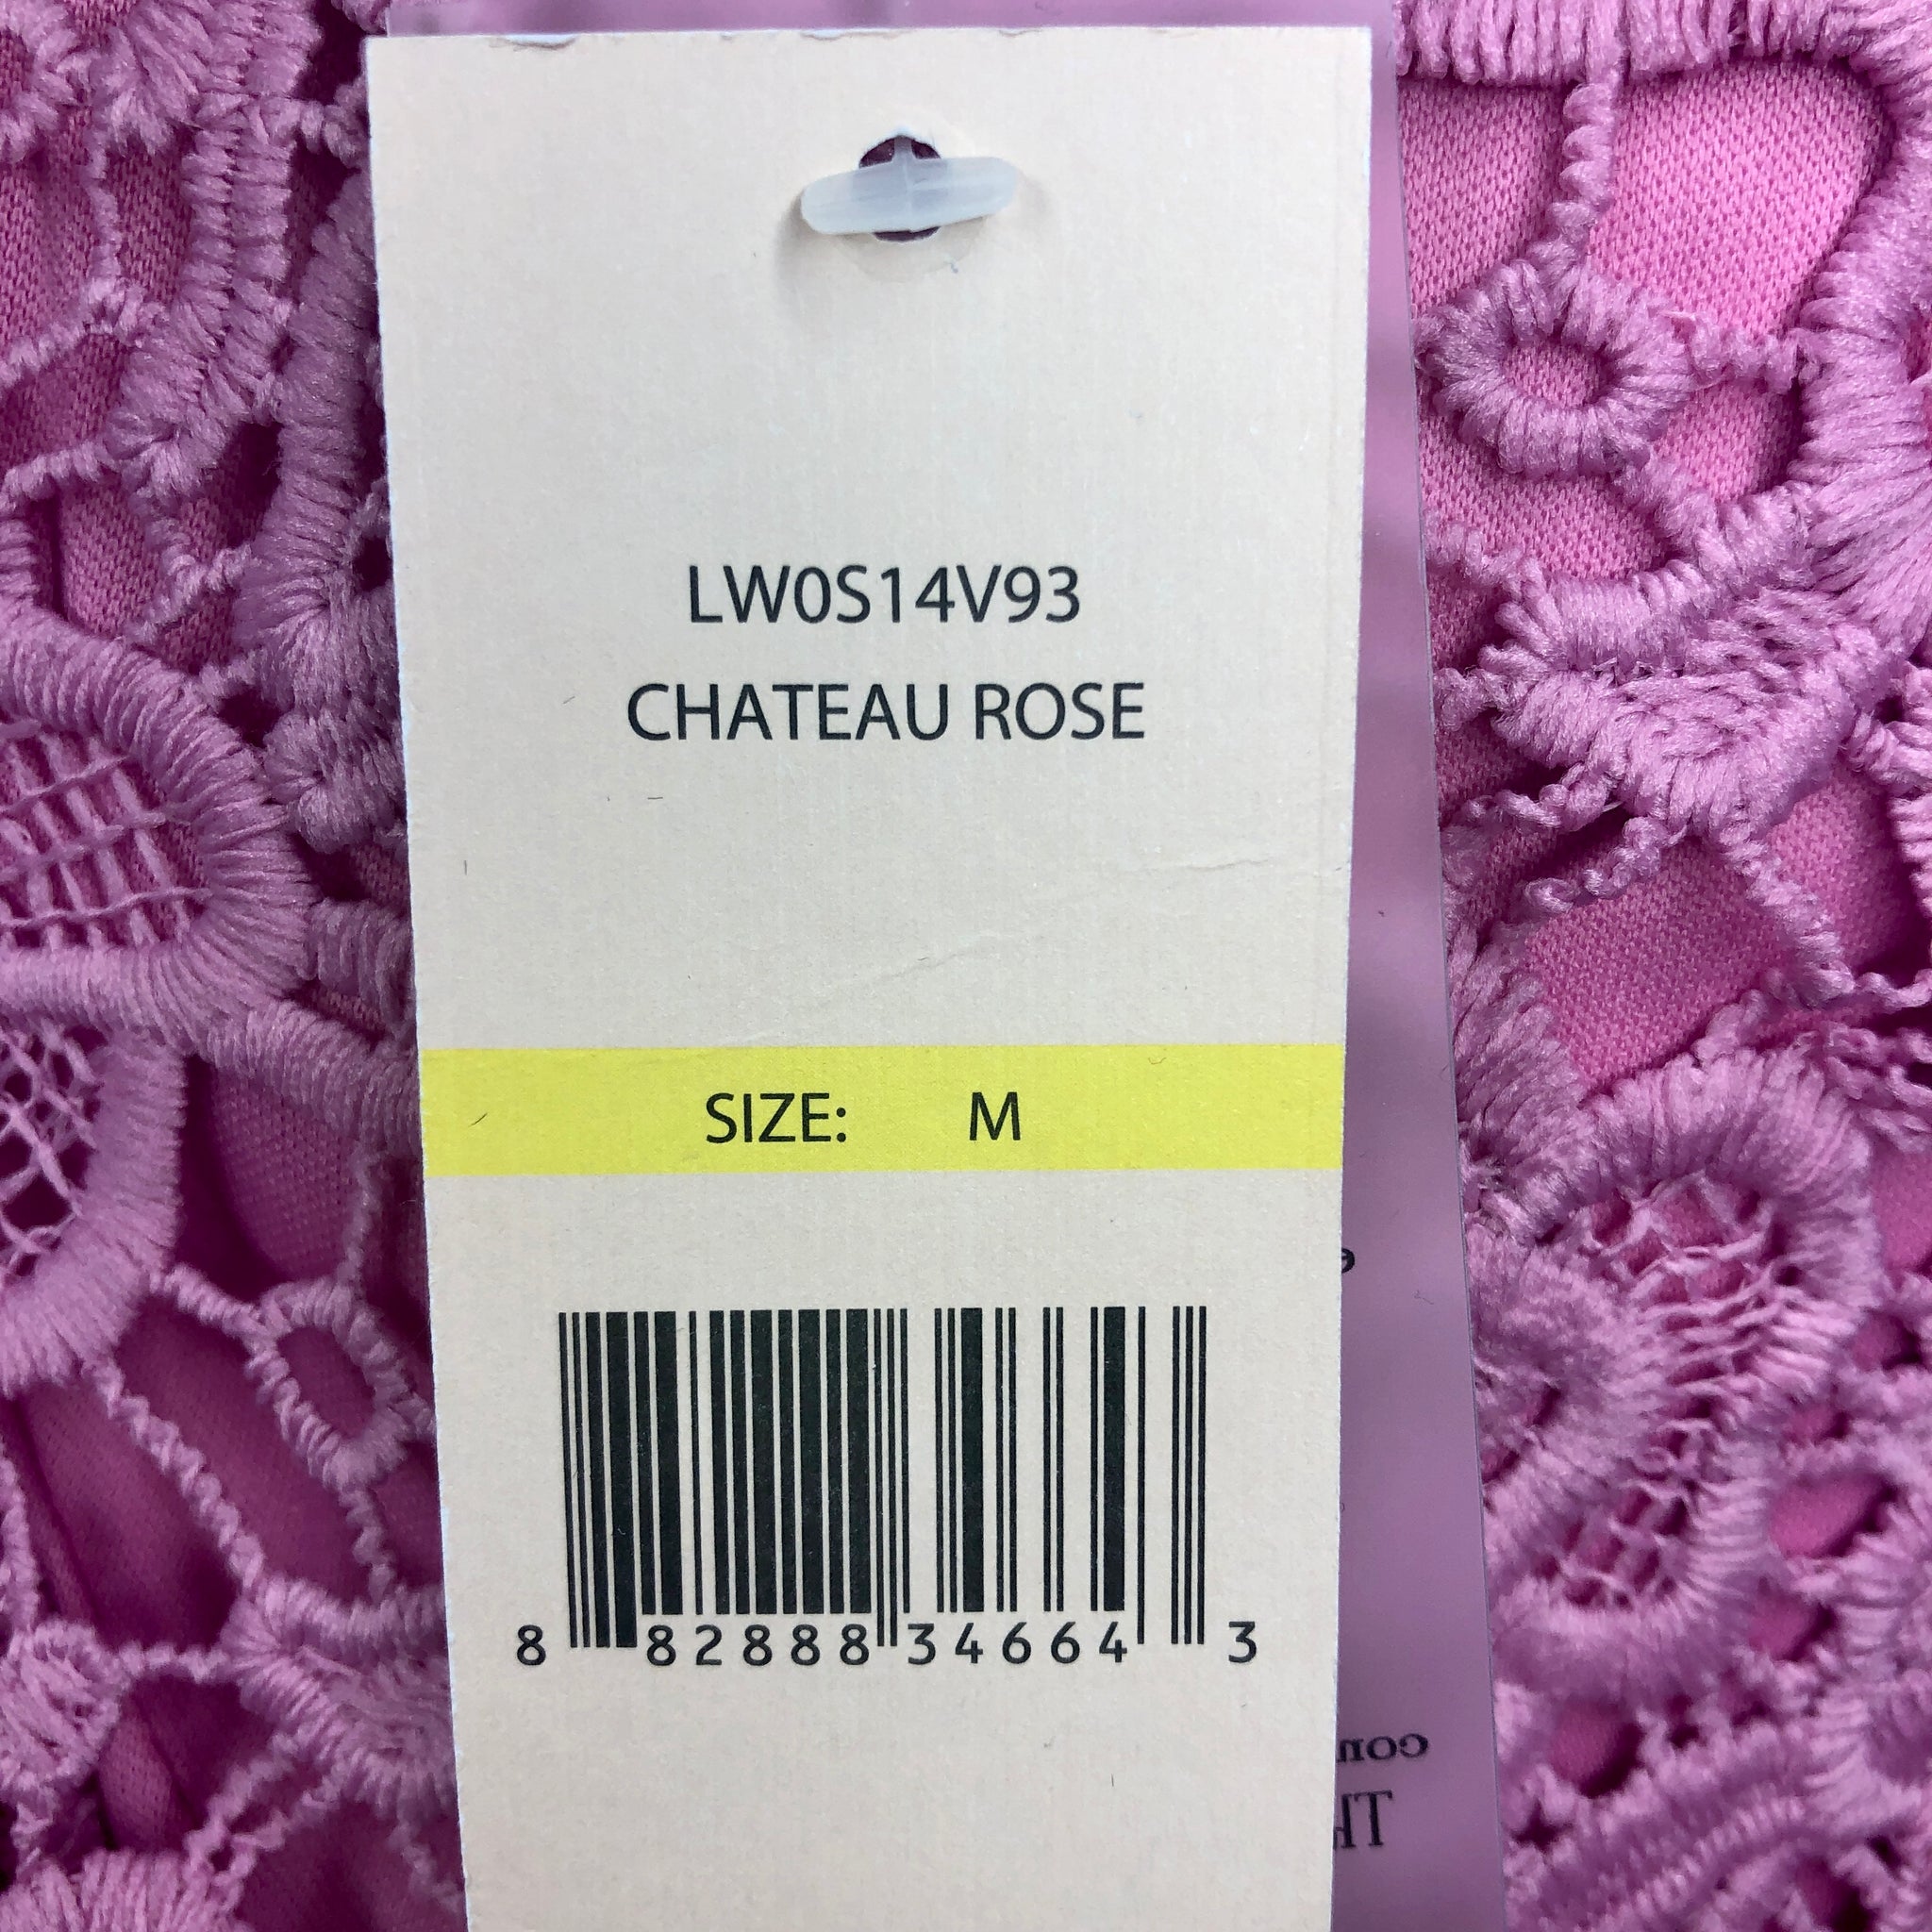 LW0S14V93
CHATEAU ROSE
SIZE: M
8 82888 34664 3